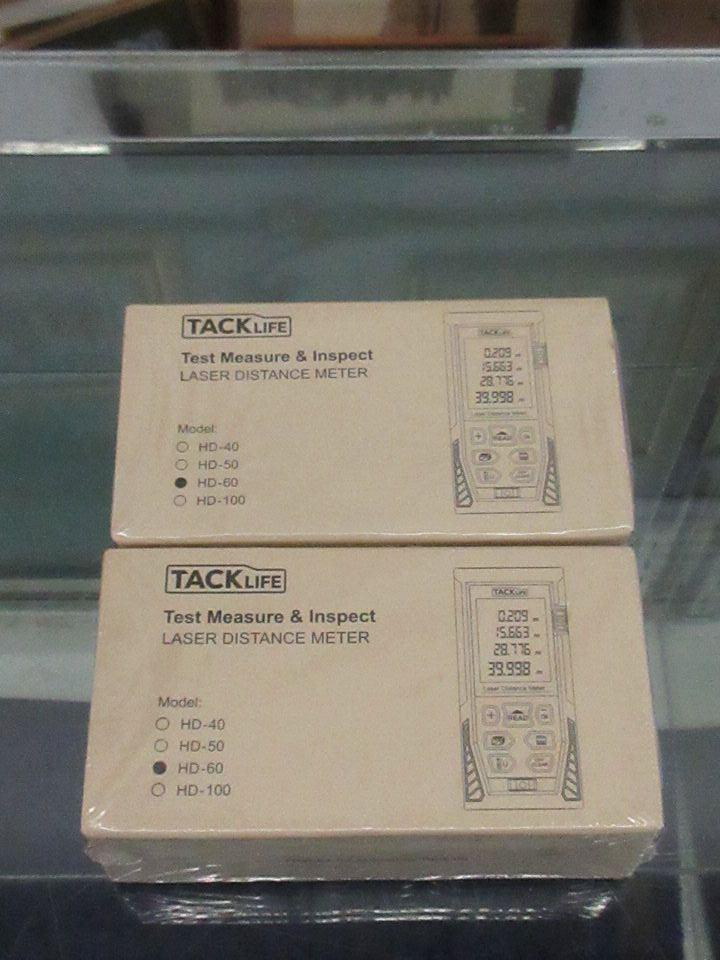 TACKLIFE
Test Measure & Inspect
LASER DISTANCE METER
Model:
HD-40
HD-50
HD-60
HD-100
TACKLIFE
0.209
15.663
28.776
39.998
Laser Distance Meter
READ
TACKLIFE
Test Measure & Inspect
LASER DISTANCE METER
Model:
HD-40
HD-50
HD-60
HD-100
TACKLIFE
0.209
15.663
28.776
39.998
Laser Distance Meter
READ